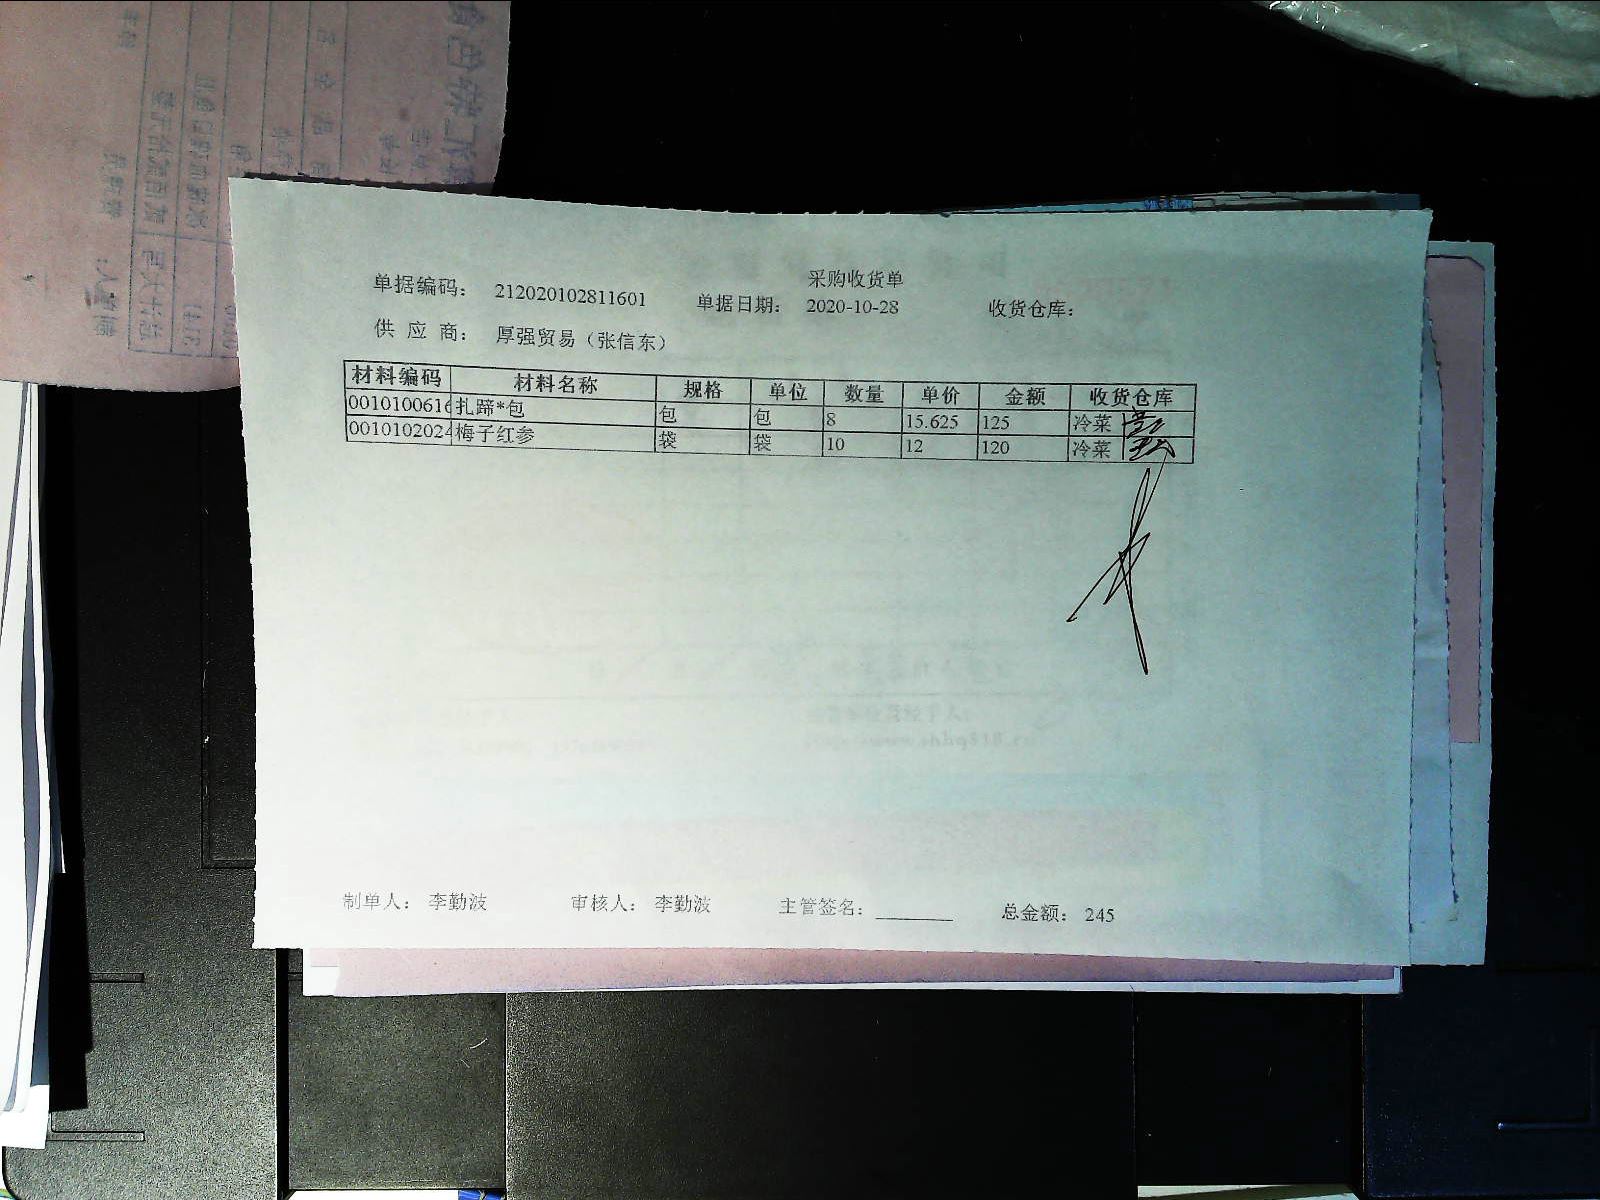 采购收货单
单据编码： 212020102811601 单据日期： 2020-10-28 收货仓库：
供 应 商： 厚强贸易（张信东）
材料编码 材料名称 规格 单位 数量 单价 金额 收货仓库
0010100616 扎蹄*包 包 包 8 15.625 125 冷菜
0010102024 梅子红参 袋 袋 10 12 120 冷菜
制单人： 李勤波 审核人： 李勤波 主管签名： 总金额： 245